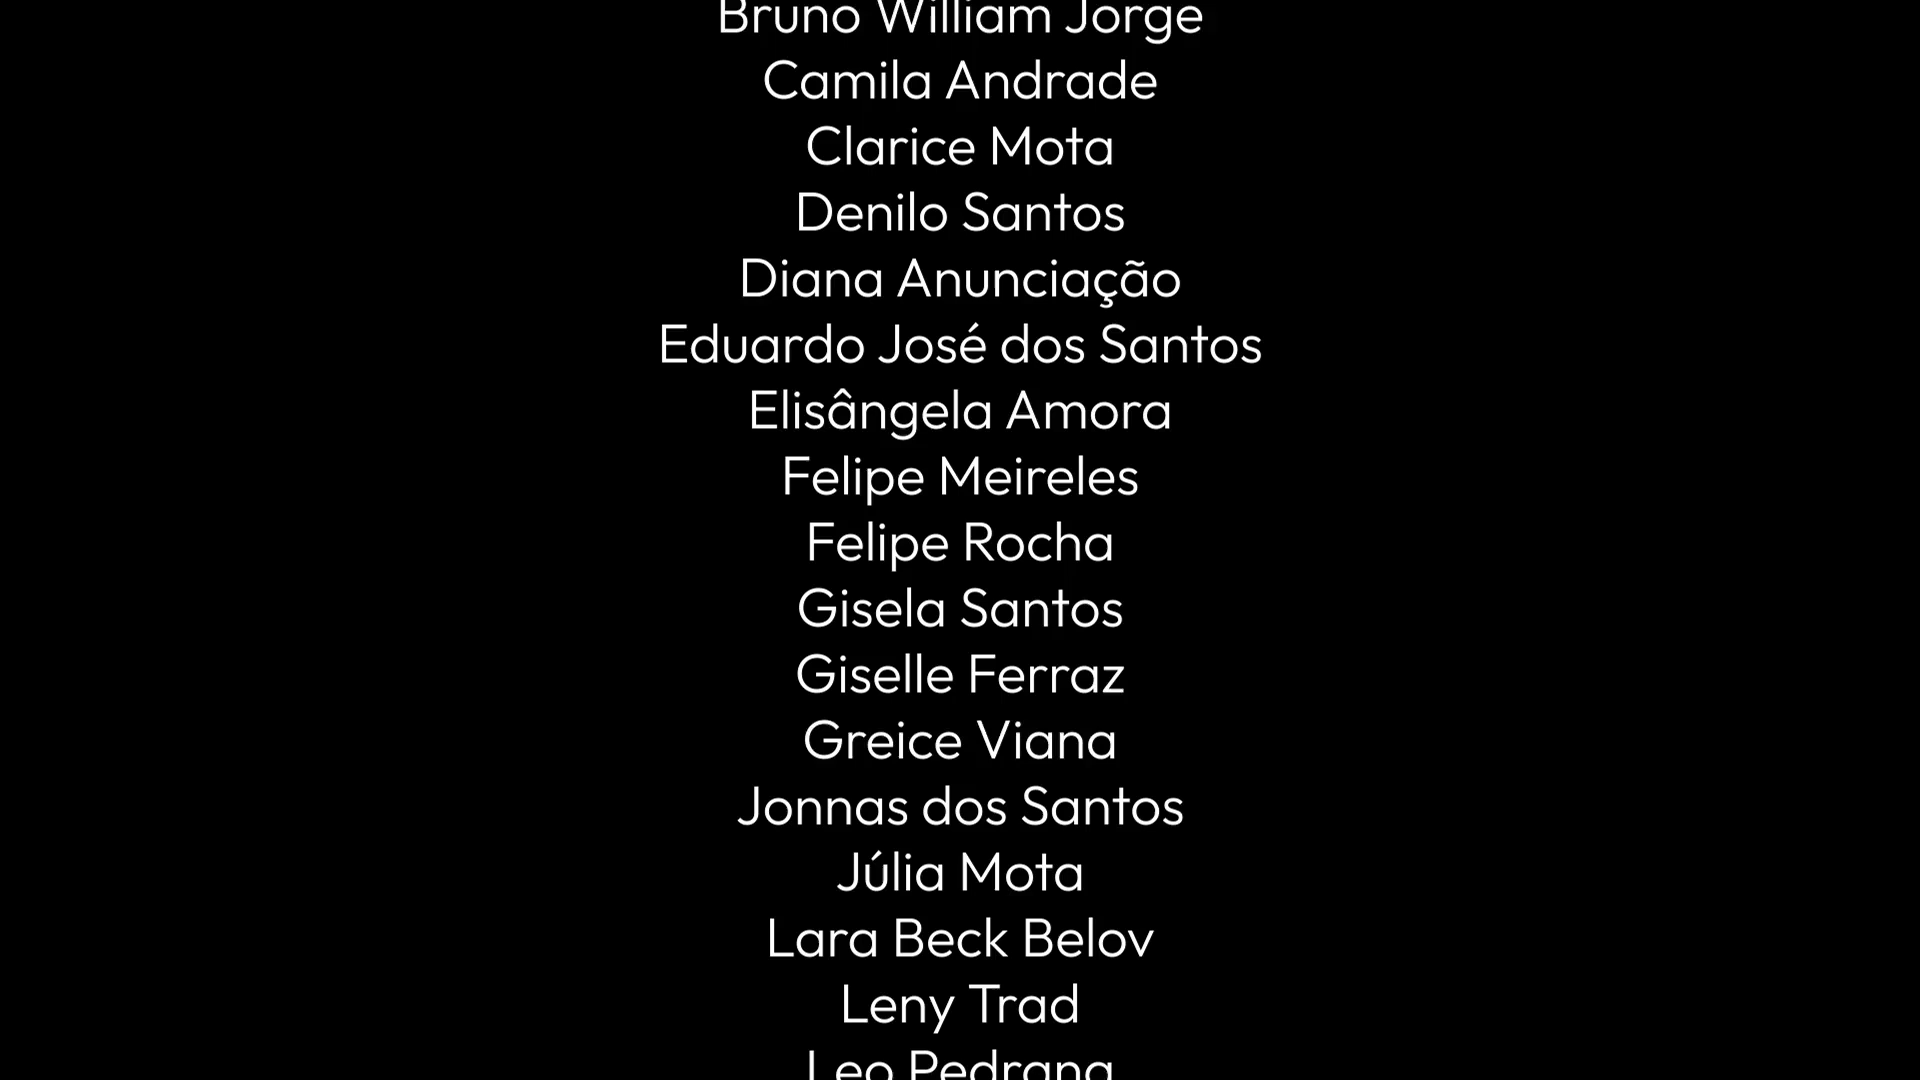 Bruno William Jorge
Camila Andrade
Clarice Mota
Denilo Santos
Diana Anunciação
Eduardo José dos Santos
Elisângela Amora
Felipe Meireles
Felipe Rocha
Gisela Santos
Giselle Ferraz
Greice Viana
Jonnas dos Santos
Júlia Mota
Lara Beck Belov
Leny Trad
Leo Pedrana